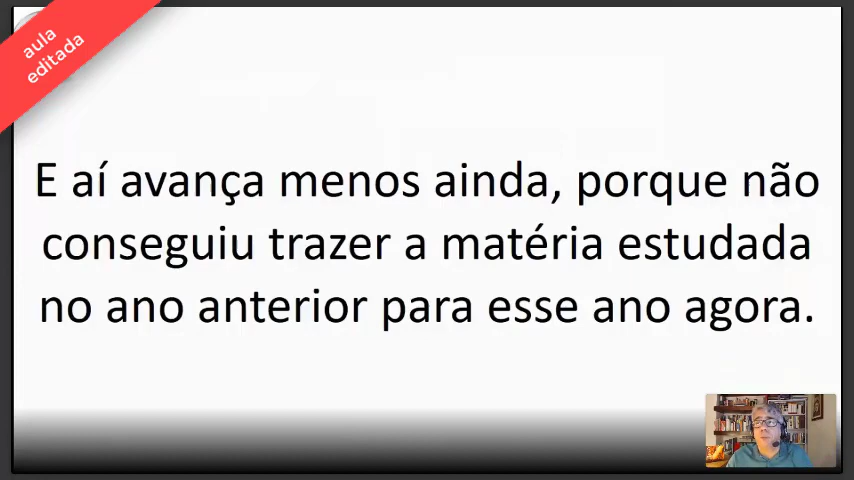 aula
editada
E aí avança menos ainda, porque não
conseguiu trazer a matéria estudada
no ano anterior para esse ano agora.